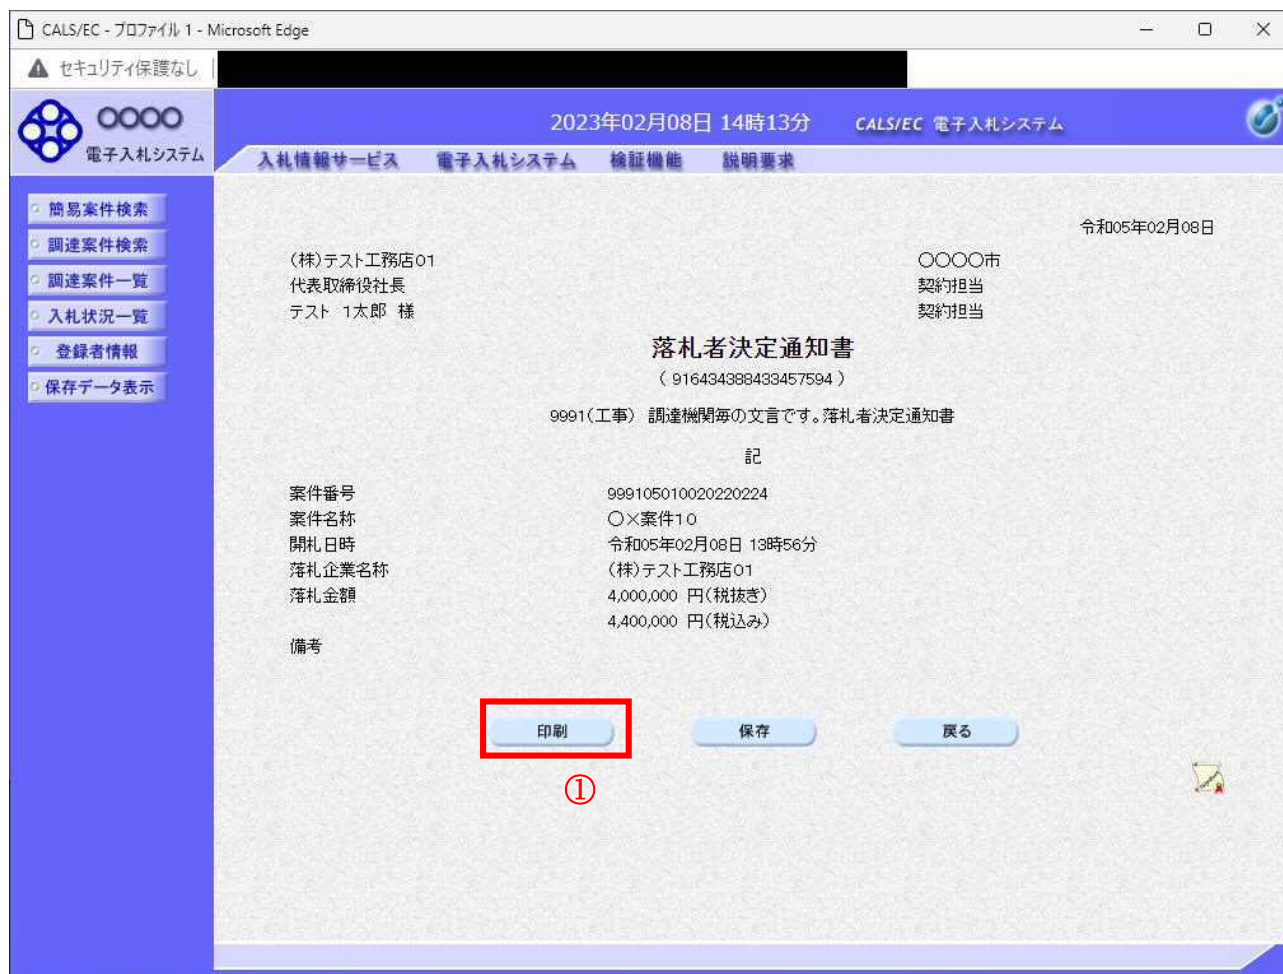 CALS/EC - プロファイル 1 - Microsoft Edge
セキュリティ保護なし
〇〇〇〇
電子入札システム
2023年02月08日 14時13分
CALS/EC 電子入札システム
入札情報サービス 電子入札システム 検証機能 説明要求
簡易案件検索
調達案件検索
調達案件一覧
入札状況一覧
登録者情報
保存データ表示
令和05年02月08日
(株)テスト工務店01
代表取締役社長
テスト 1太郎 様
〇〇〇〇市
契約担当
契約担当
落札者決定通知書
( 916434388433457594 )
9991(工事) 調達機関毎の文言です。落札者決定通知書
記
案件番号 999105010020220224
案件名称 〇×案件10
開札日時 令和05年02月08日 13時56分
落札企業名称 (株)テスト工務店01
落札金額 4,000,000 円(税抜き)
4,400,000 円(税込み)
備考
印刷 保存 戻る
①